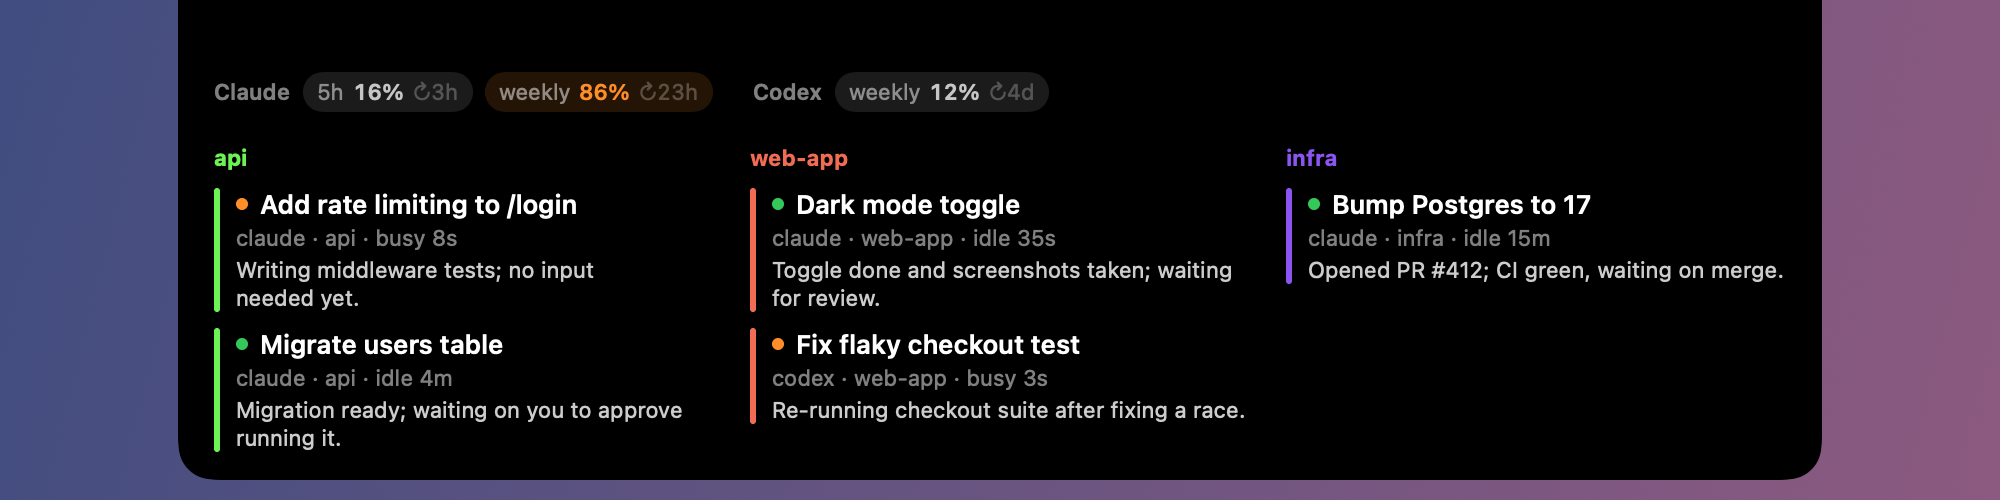 Claude 5h 16% ↻3h weekly 86% ↻23h Codex weekly 12% ↻4d
api
Add rate limiting to /login
claude · api · busy 8s
Writing middleware tests; no input
needed yet.
Migrate users table
claude · api · idle 4m
Migration ready; waiting on you to approve
running it.
web-app
Dark mode toggle
claude · web-app · idle 35s
Toggle done and screenshots taken; waiting
for review.
Fix flaky checkout test
codex · web-app · busy 3s
Re-running checkout suite after fixing a race.
infra
Bump Postgres to 17
claude · infra · idle 15m
Opened PR #412; CI green, waiting on merge.